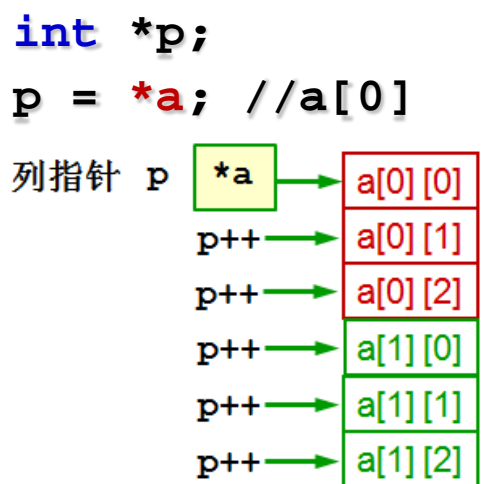 int *p;
p = *a; //a[0]
列指针 p *a a[0][0]
p++ a[0][1]
p++ a[0][2]
p++ a[1][0]
p++ a[1][1]
p++ a[1][2]